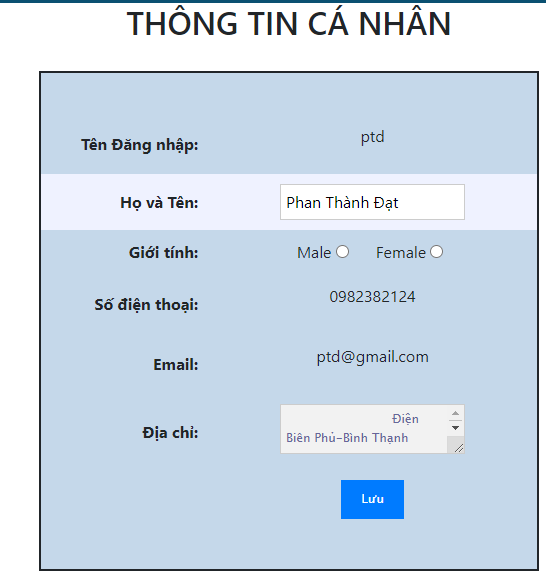 THÔNG TIN CÁ NHÂN
Tên Đăng nhập: ptd
Họ và Tên: Phan Thành Đạt
Giới tính: Male Female
Số điện thoại: 0982382124
Email: ptd@gmail.com
Địa chỉ: Điện
Biên Phủ-Bình Thạnh
Lưu